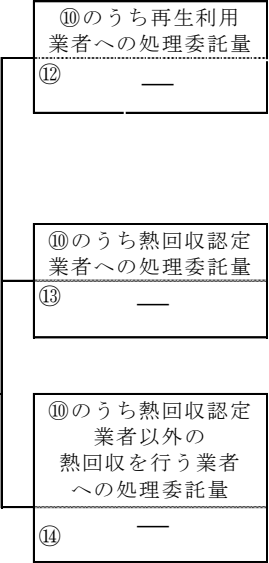 ⑩のうち再生利用
業者への処理委託量
⑫ ―
⑩のうち熱回収認定
業者への処理委託量
⑬ ―
⑩のうち熱回収認定
業者以外の
熱回収を行う業者
への処理委託量
⑭ ―